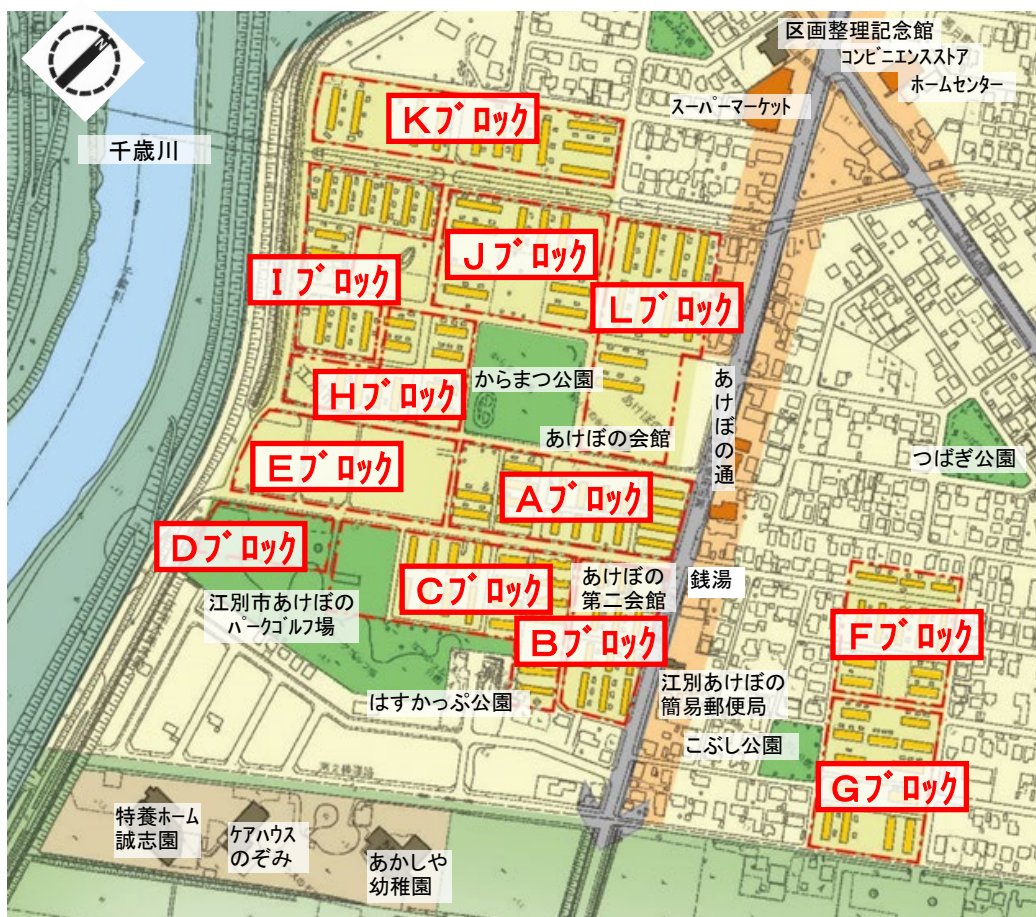 N
区画整理記念館
コンビニエンスストア
ホームセンター
スーパーマーケット
千歳川
Kブロック
Jブロック
Iブロック
Lブロック
からまつ公園
Hブロック
あけぼの会館
あけぼの通
つばき公園
Eブロック
Aブロック
Dブロック
Cブロック
あけぼの
第二会館
銭湯
江別市あけぼの
パークゴルフ場
Bブロック
Fブロック
はすかっぷ公園
江別あけぼの
簡易郵便局
こぶし公園
Gブロック
特養ホーム
誠志園
ケアハウス
のぞみ
あかしや
幼稚園